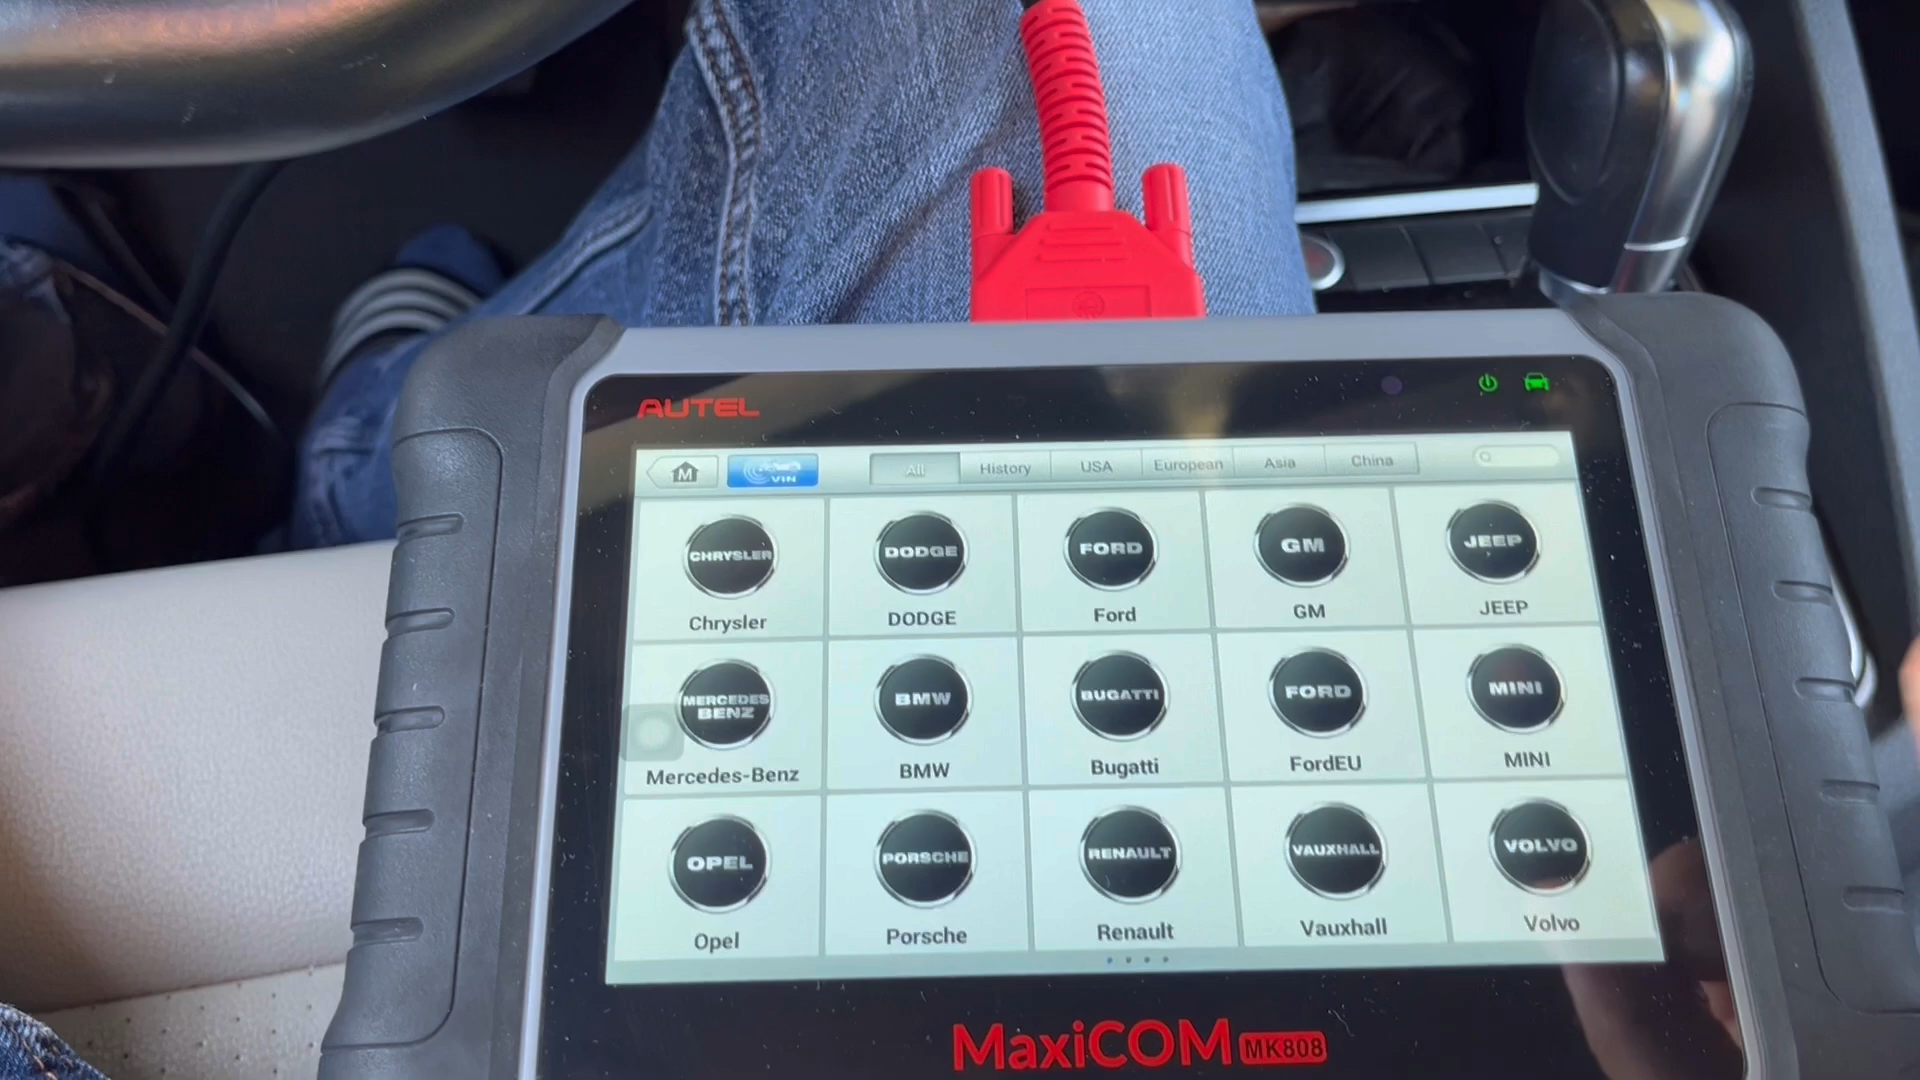 AUTEL
M
VIN
All History USA European Asia China
CHRYSLER DODGE FORD GM JEEP
Chrysler DODGE Ford GM JEEP
MERCEDES BENZ BMW BUGATTI FORD MINI
Mercedes-Benz BMW Bugatti FordEU MINI
OPEL PORSCHE RENAULT VAUXHALL VOLVO
Opel Porsche Renault Vauxhall Volvo
MaxiCOM MK808